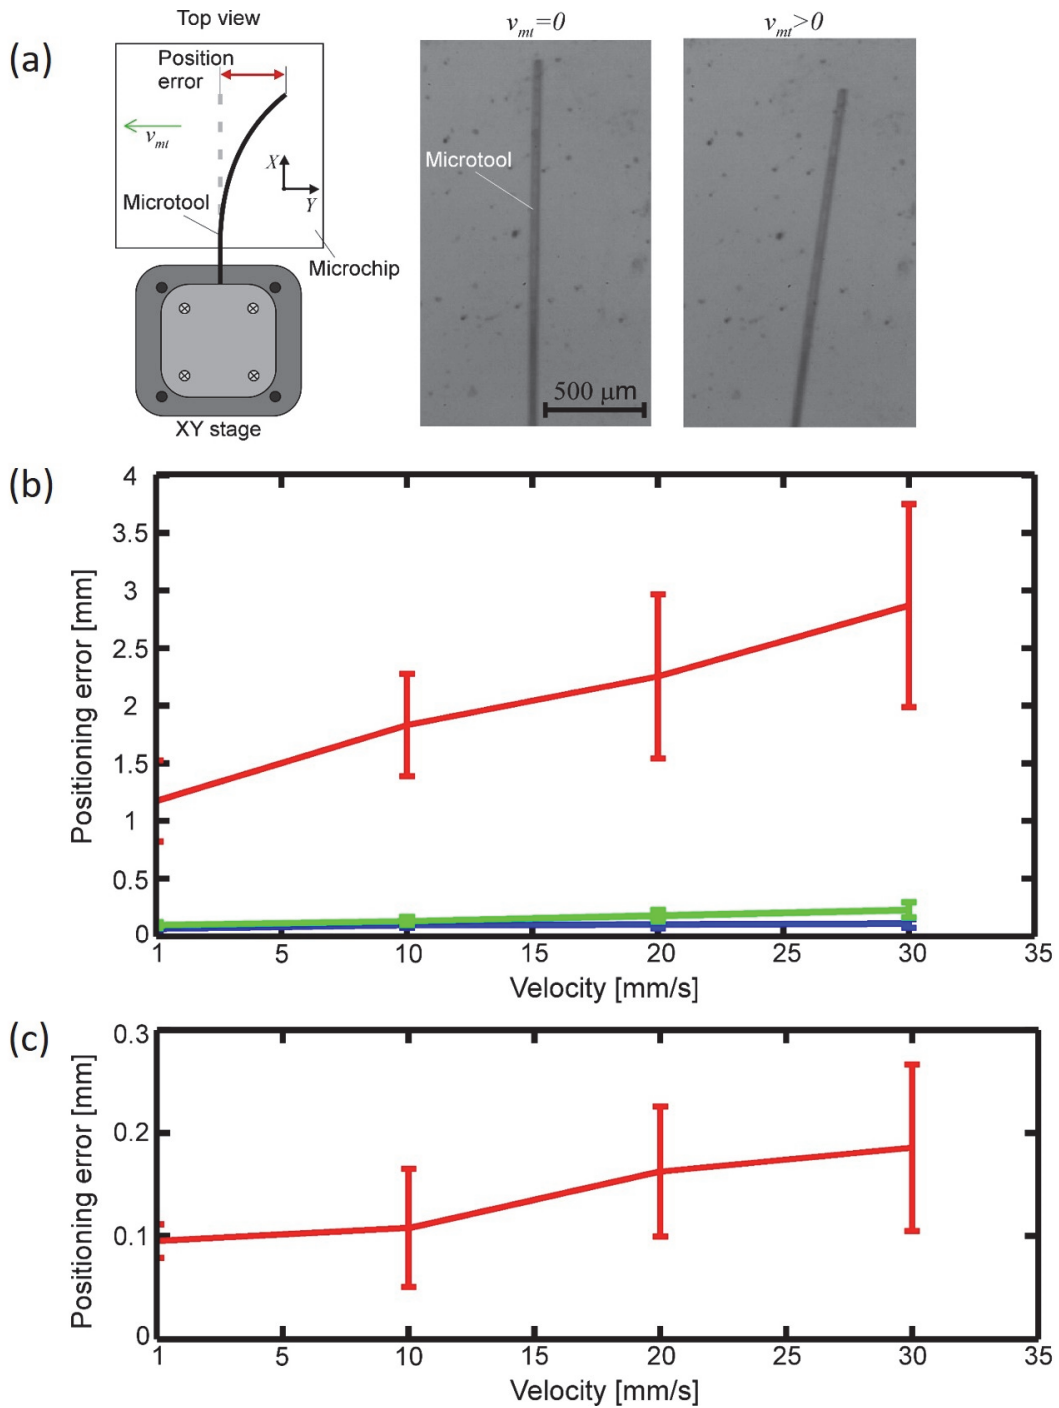 (a)
Top view
Position
error
v_mt
X
Y
Microtool
Microchip
XY stage
v_mt=0
Microtool
500 µm
v_mt>0
(b)
Positioning error [mm]
4
3.5
3
2.5
2
1.5
1
0.5
0
1 5 10 15 20 25 30 35
Velocity [mm/s]
(c)
Positioning error [mm]
0.3
0.2
0.1
0
1 5 10 15 20 25 30 35
Velocity [mm/s]